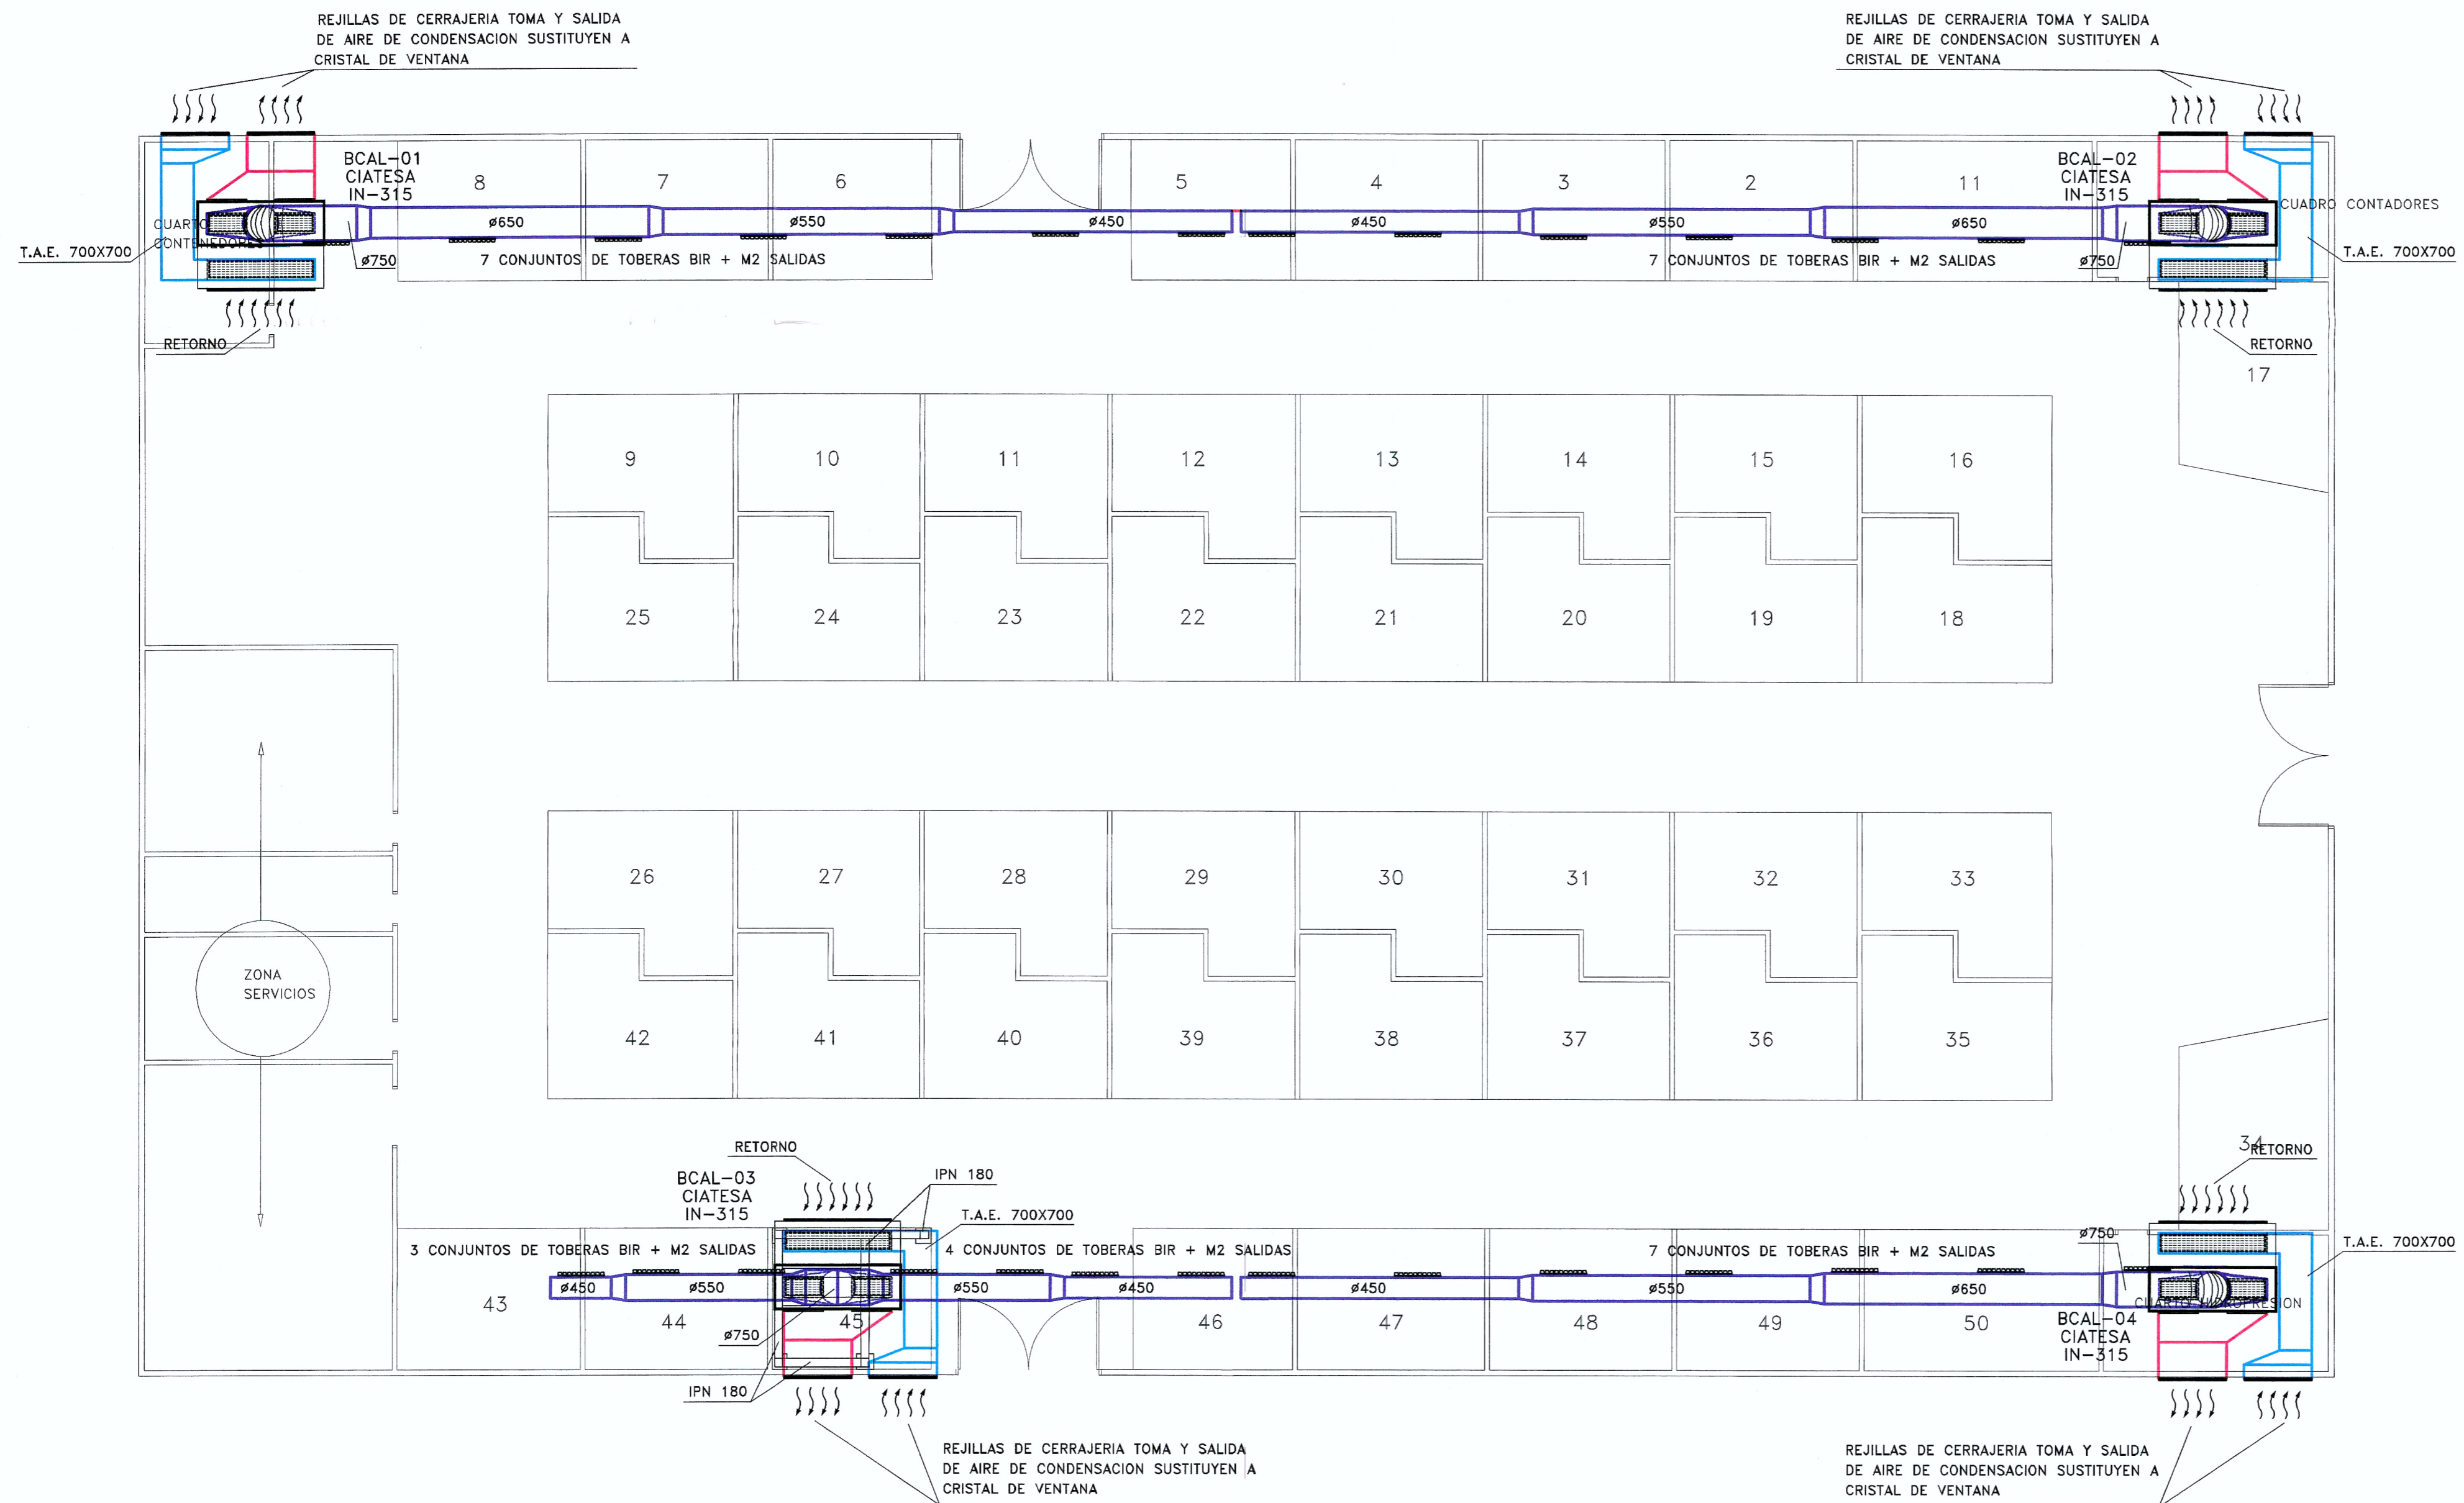 REJILLAS DE CERRAJERIA TOMA Y SALIDA
DE AIRE DE CONDENSACION SUSTITUYEN A
CRISTAL DE VENTANA
REJILLAS DE CERRAJERIA TOMA Y SALIDA
DE AIRE DE CONDENSACION SUSTITUYEN A
CRISTAL DE VENTANA
BCAL-01
CIATESA
IN-315
8
7
6
5
4
3
2
11
BCAL-02
CIATESA
IN-315
CUARTO
CONTENEDORES
ø650
ø550
ø450
ø450
ø550
ø650
CUADRO CONTADORES
T.A.E. 700X700
ø750
7 CONJUNTOS DE TOBERAS BIR + M2 SALIDAS
7 CONJUNTOS DE TOBERAS BIR + M2 SALIDAS
ø750
T.A.E. 700X700
RETORNO
RETORNO
17
9
10
11
12
13
14
15
16
25
24
23
22
21
20
19
18
26
27
28
29
30
31
32
33
ZONA
SERVICIOS
42
41
40
39
38
37
36
35
RETORNO
34
RETORNO
BCAL-03
CIATESA
IN-315
IPN 180
T.A.E. 700X700
3 CONJUNTOS DE TOBERAS BIR + M2 SALIDAS
4 CONJUNTOS DE TOBERAS BIR + M2 SALIDAS
7 CONJUNTOS DE TOBERAS BIR + M2 SALIDAS
ø750
T.A.E. 700X700
ø450
ø550
ø550
ø450
ø450
ø550
ø650
CUARTO HIDROPRESION
43
44
45
46
47
48
49
50
ø750
BCAL-04
CIATESA
IN-315
IPN 180
REJILLAS DE CERRAJERIA TOMA Y SALIDA
DE AIRE DE CONDENSACION SUSTITUYEN A
CRISTAL DE VENTANA
REJILLAS DE CERRAJERIA TOMA Y SALIDA
DE AIRE DE CONDENSACION SUSTITUYEN A
CRISTAL DE VENTANA